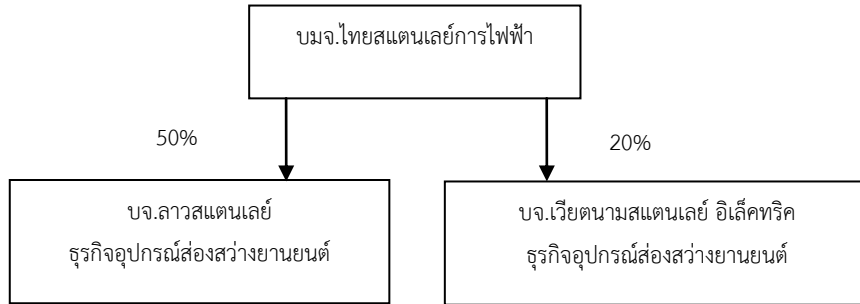 บมจ.ไทยสแตนเลย์การไฟฟ้า
50%
20%
บจ.ลาวสแตนเลย์
ธุรกิจอุปกรณ์ส่องสว่างยานยนต์
บจ.เวียตนามสแตนเลย์ อิเล็คทริค
ธุรกิจอุปกรณ์ส่องสว่างยานยนต์